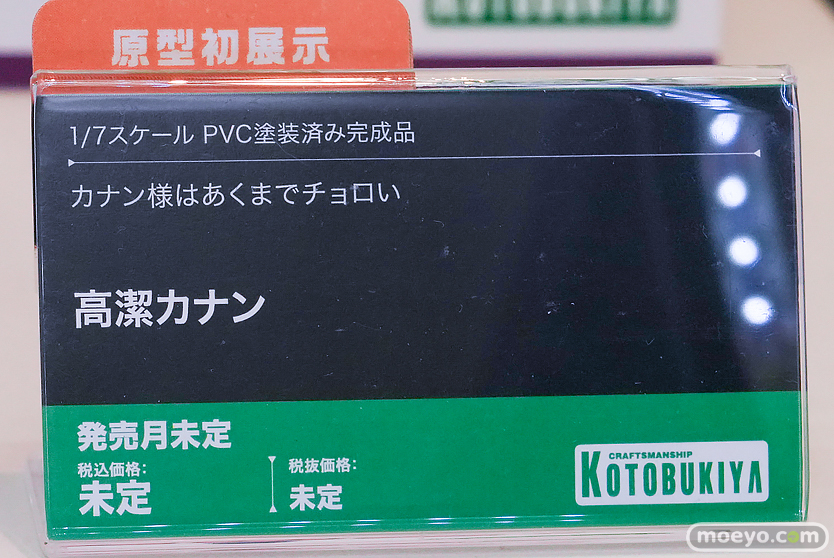 KOTOBUKIYA
原型初展示
1/7スケール PVC塗装済み完成品
カナン様はあくまでチョロい
高潔カナン
発売月未定
税込価格:
未定
税抜価格:
未定
CRAFTSMANSHIP
KOTOBUKIYA
moeyo.com